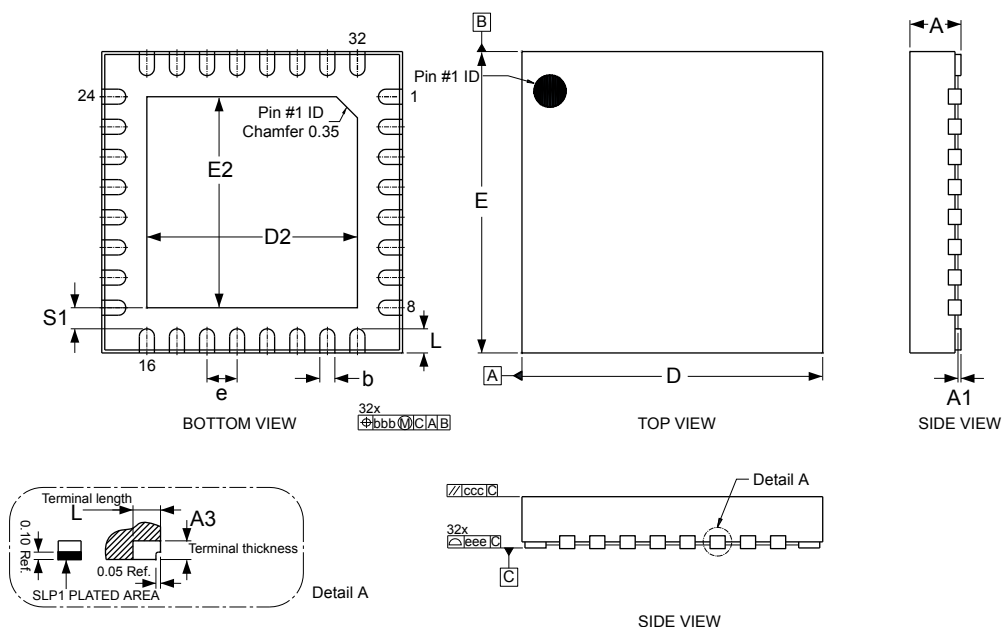 32
24
1
Pin #1 ID
Chamfer 0.35
E2
D2
S1
8
L
16
e
b
BOTTOM VIEW
32x
⌖ bbb Ⓜ C A B
B
Pin #1 ID
E
A
D
TOP VIEW
A
A1
SIDE VIEW
Terminal length
L
A3
0.10 Ref.
Terminal thickness
0.05 Ref.
SLP1 PLATED AREA
Detail A
// ccc C
Detail A
32x
⌓ eee C
C
SIDE VIEW